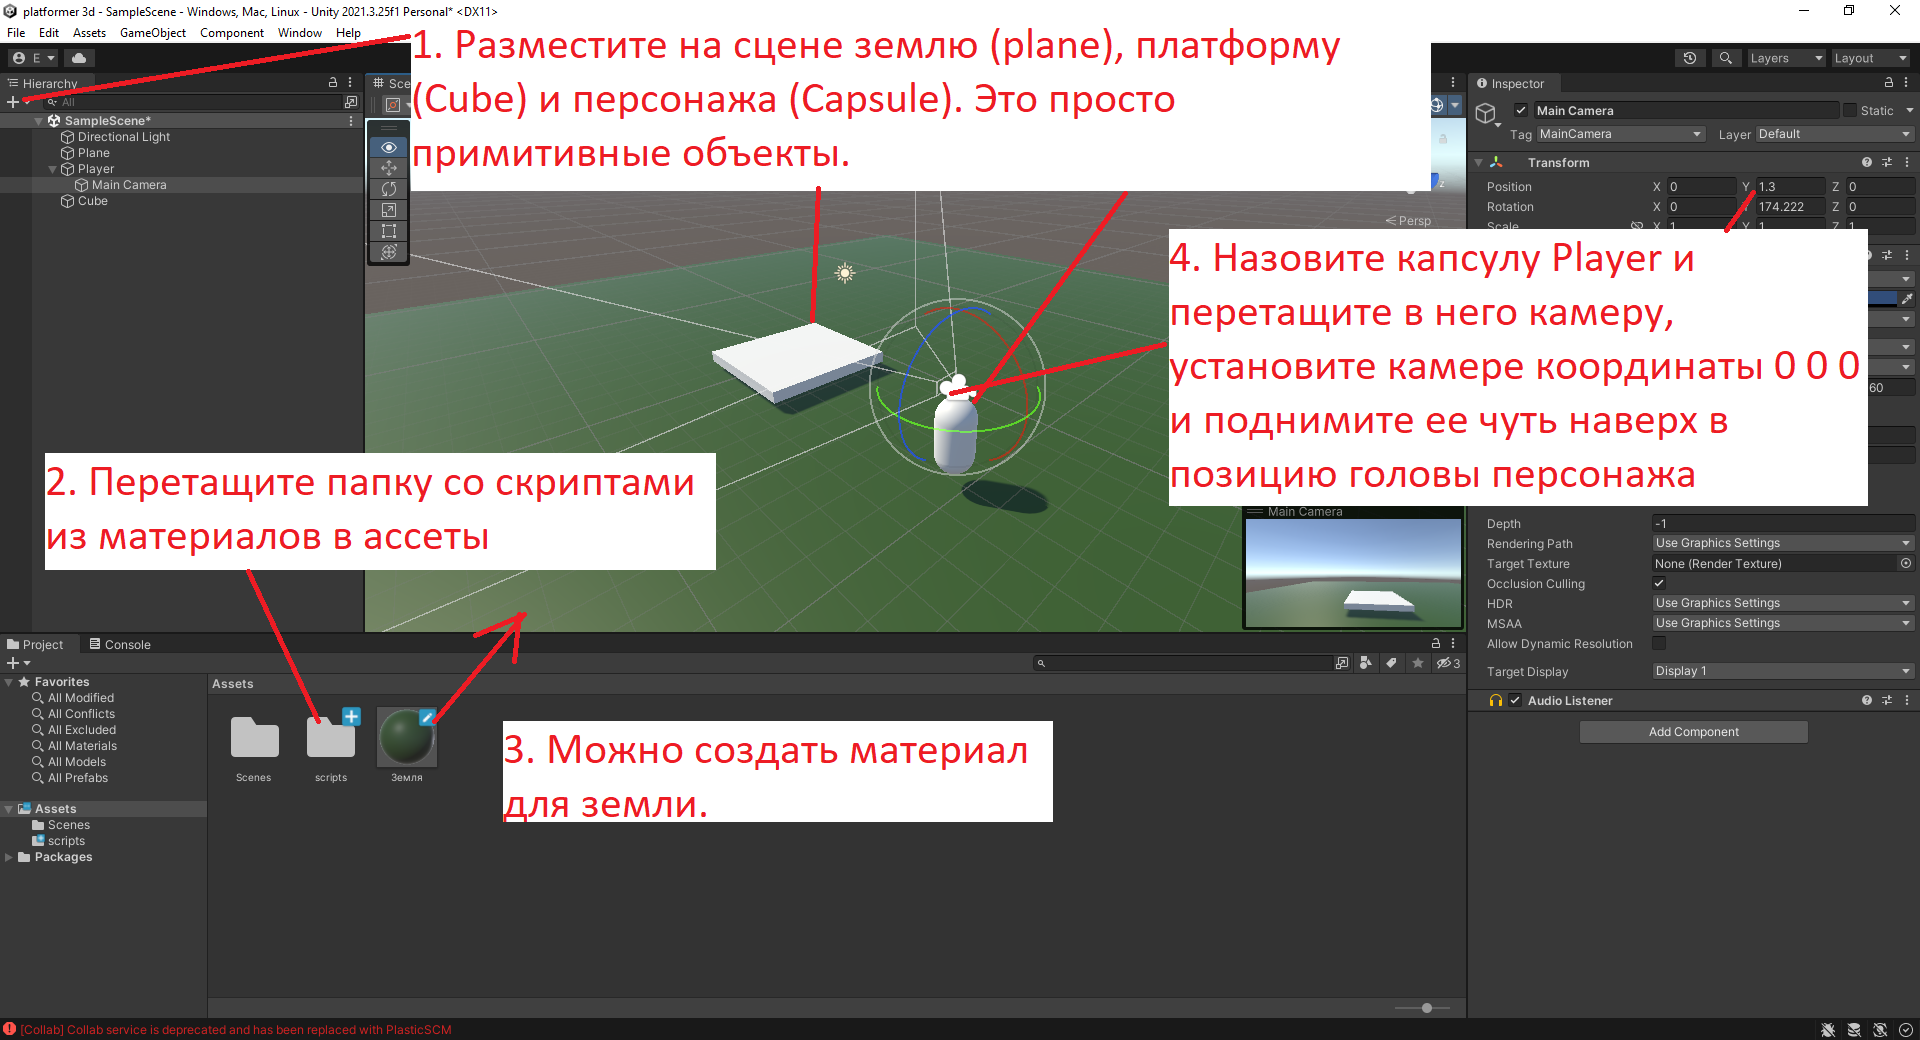 platformer 3d - SampleScene - Windows, Mac, Linux - Unity 2021.3.25f1 Personal* <DX11>
File Edit Assets GameObject Component Window Help
E
Layers
Layout
1. Разместите на сцене землю (plane), платформу
(Cube) и персонажа (Capsule). Это просто
примитивные объекты.
Hierarchy
All
SampleScene*
Directional Light
Plane
Player
Main Camera
Cube
Persp
z
Inspector
Main Camera
Static
Tag MainCamera Layer Default
Transform
Position X 0 Y 1.3 Z 0
Rotation X 0 174.222 Z 0
Scale X 1 Y 1 Z 1
4. Назовите капсулу Player и
перетащите в него камеру,
установите камере координаты 0 0 0
и поднимите ее чуть наверх в
позицию головы персонажа
60
2. Перетащите папку со скриптами
из материалов в ассеты
Main Camera
Depth -1
Rendering Path Use Graphics Settings
Target Texture None (Render Texture)
Occlusion Culling
HDR Use Graphics Settings
MSAA Use Graphics Settings
Allow Dynamic Resolution
Target Display Display 1
Audio Listener
Add Component
Project Console
3
Favorites
All Modified
All Conflicts
All Excluded
All Materials
All Models
All Prefabs
Assets
Scenes
scripts
Packages
Assets
Scenes scripts Земля
3. Можно создать материал
для земли.
[Collab] Collab service is deprecated and has been replaced with PlasticSCM